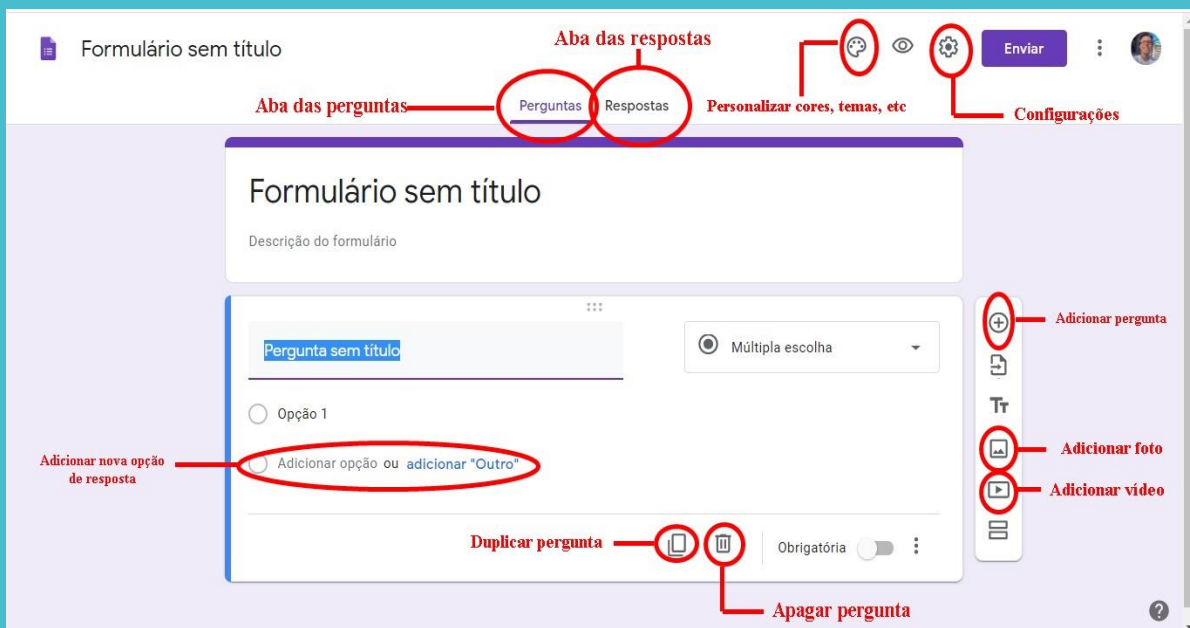 Formulário sem título
Aba das respostas
Enviar
Aba das perguntas
Perguntas
Respostas
Personalizar cores, temas, etc
Configurações
Formulário sem título
Descrição do formulário
Pergunta sem título
Múltipla escolha
Adicionar pergunta
Opção 1
Tт
Adicionar nova opção
de resposta
Adicionar opção ou adicionar "Outro"
Adicionar foto
Adicionar vídeo
Duplicar pergunta
Obrigatória
Apagar pergunta